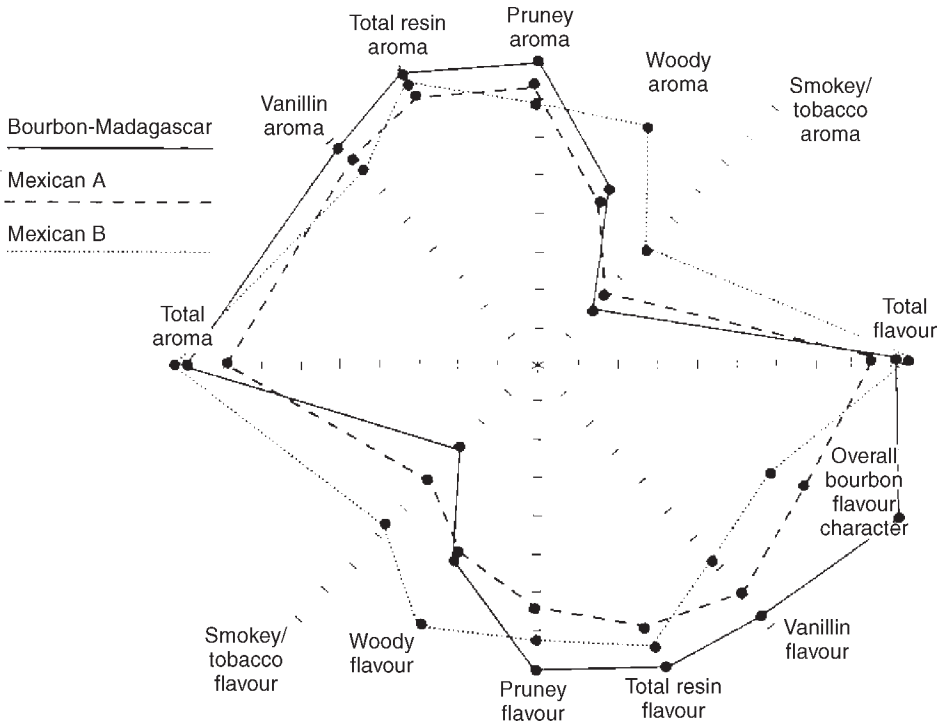 Total resin
aroma
Pruney
aroma
Woody
aroma
Smokey/
tobacco
aroma
Vanillin
aroma
Bourbon-Madagascar
Mexican A
Mexican B
Total
aroma
Total
flavour
Overall
bourbon
flavour
character
Smokey/
tobacco
flavour
Woody
flavour
Pruney
flavour
Total resin
flavour
Vanillin
flavour